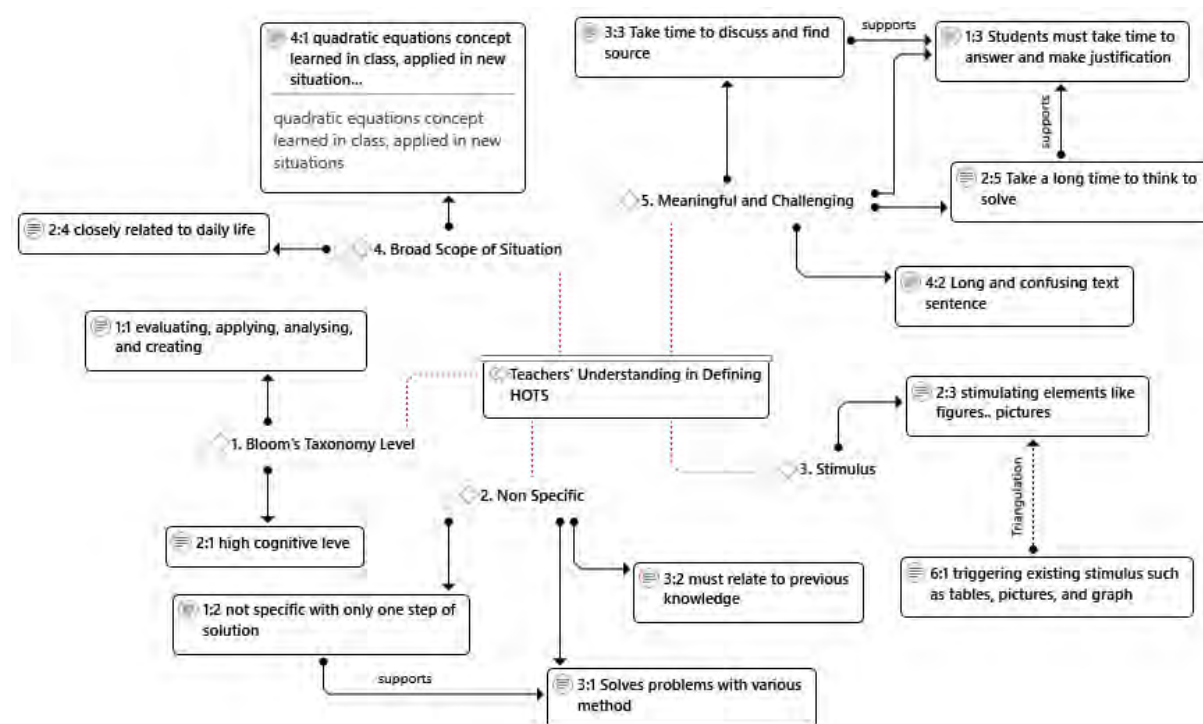 4:1 quadratic equations concept
learned in class, applied in new
situation...
quadratic equations concept
learned in class, applied in new
situations
3:3 Take time to discuss and find
source
supports
1:3 Students must take time to
answer and make justification
supports
2:5 Take a long time to think to
solve
5. Meaningful and Challenging
2:4 closely related to daily life
4. Broad Scope of Situation
4:2 Long and confusing text
sentence
1:1 evaluating, applying, analysing,
and creating
Teachers' Understanding in Defining
HOTS
2:3 stimulating elements like
figures.. pictures
1. Bloom's Taxonomy Level
3. Stimulus
2. Non Specific
Triangulation
2:1 high cognitive leve
3:2 must relate to previous
knowledge
6:1 triggering existing stimulus such
as tables, pictures, and graph
1:2 not specific with only one step of
solution
supports
3:1 Solves problems with various
method